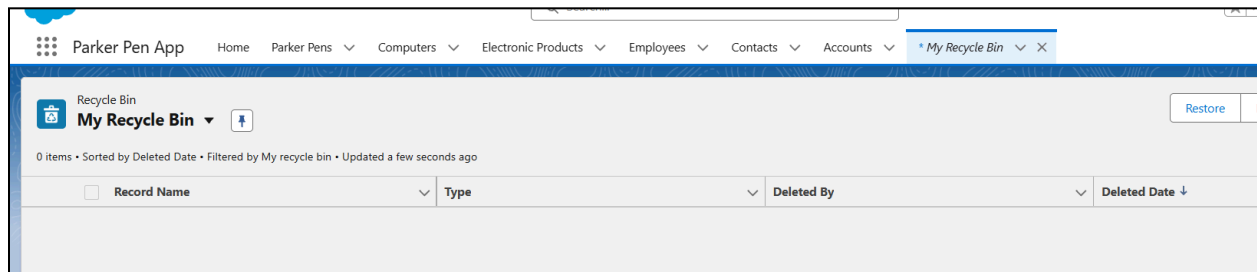 Search...
Parker Pen App Home Parker Pens Computers Electronic Products Employees Contacts Accounts * My Recycle Bin
Recycle Bin
My Recycle Bin
Restore
0 items • Sorted by Deleted Date • Filtered by My recycle bin • Updated a few seconds ago
Record Name Type Deleted By Deleted Date